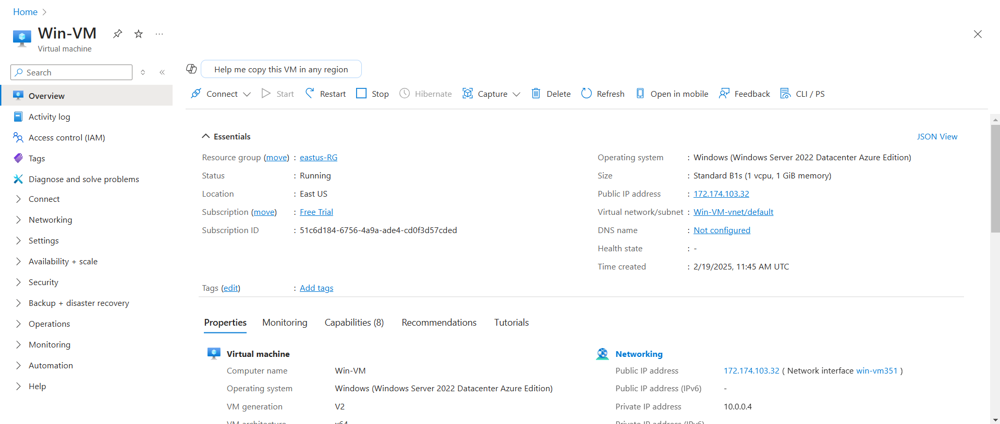 Home
Win-VM
Virtual machine
Search
Overview
Activity log
Access control (IAM)
Tags
Diagnose and solve problems
Connect
Networking
Settings
Availability + scale
Security
Backup + disaster recovery
Operations
Monitoring
Automation
Help
Help me copy this VM in any region
Connect Start Restart Stop Hibernate Capture Delete Refresh Open in mobile Feedback CLI / PS
Essentials
JSON View
Resource group (move) : eastus-RG
Status : Running
Location : East US
Subscription (move) : Free Trial
Subscription ID : 51c6d184-6756-4a9a-ade4-cd0f3d57cded
Operating system : Windows (Windows Server 2022 Datacenter Azure Edition)
Size : Standard B1s (1 vcpu, 1 GiB memory)
Public IP address : 172.174.103.32
Virtual network/subnet : Win-VM-vnet/default
DNS name : Not configured
Health state : -
Time created : 2/19/2025, 11:45 AM UTC
Tags (edit) : Add tags
Properties Monitoring Capabilities (8) Recommendations Tutorials
Virtual machine
Computer name Win-VM
Operating system Windows (Windows Server 2022 Datacenter Azure Edition)
VM generation V2
VM architecture x64
Networking
Public IP address 172.174.103.32 ( Network interface win-vm351 )
Public IP address (IPv6) -
Private IP address 10.0.0.4
Private IP address (IPv6)